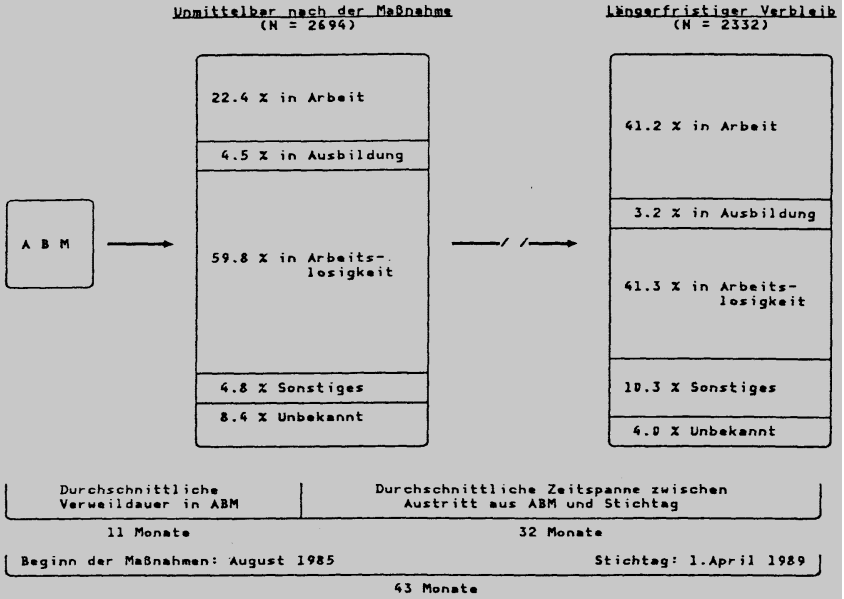 Unmittelbar nach der Maßnahme
(N = 2694)
Längerfristiger Verbleib
(N = 2332)
A B M
22.4 % in Arbeit
4.5 % in Ausbildung
59.8 % in Arbeits-
losigkeit
4.8 % Sonstiges
8.4 % Unbekannt
41.2 % in Arbeit
3.2 % in Ausbildung
41.3 % in Arbeits-
losigkeit
10.3 % Sonstiges
4.0 % Unbekannt
Durchschnittliche
Verweildauer in ABM
Durchschnittliche Zeitspanne zwischen
Austritt aus ABM und Stichtag
11 Monate
32 Monate
Beginn der Maßnahmen: August 1985
Stichtag: 1.April 1989
43 Monate